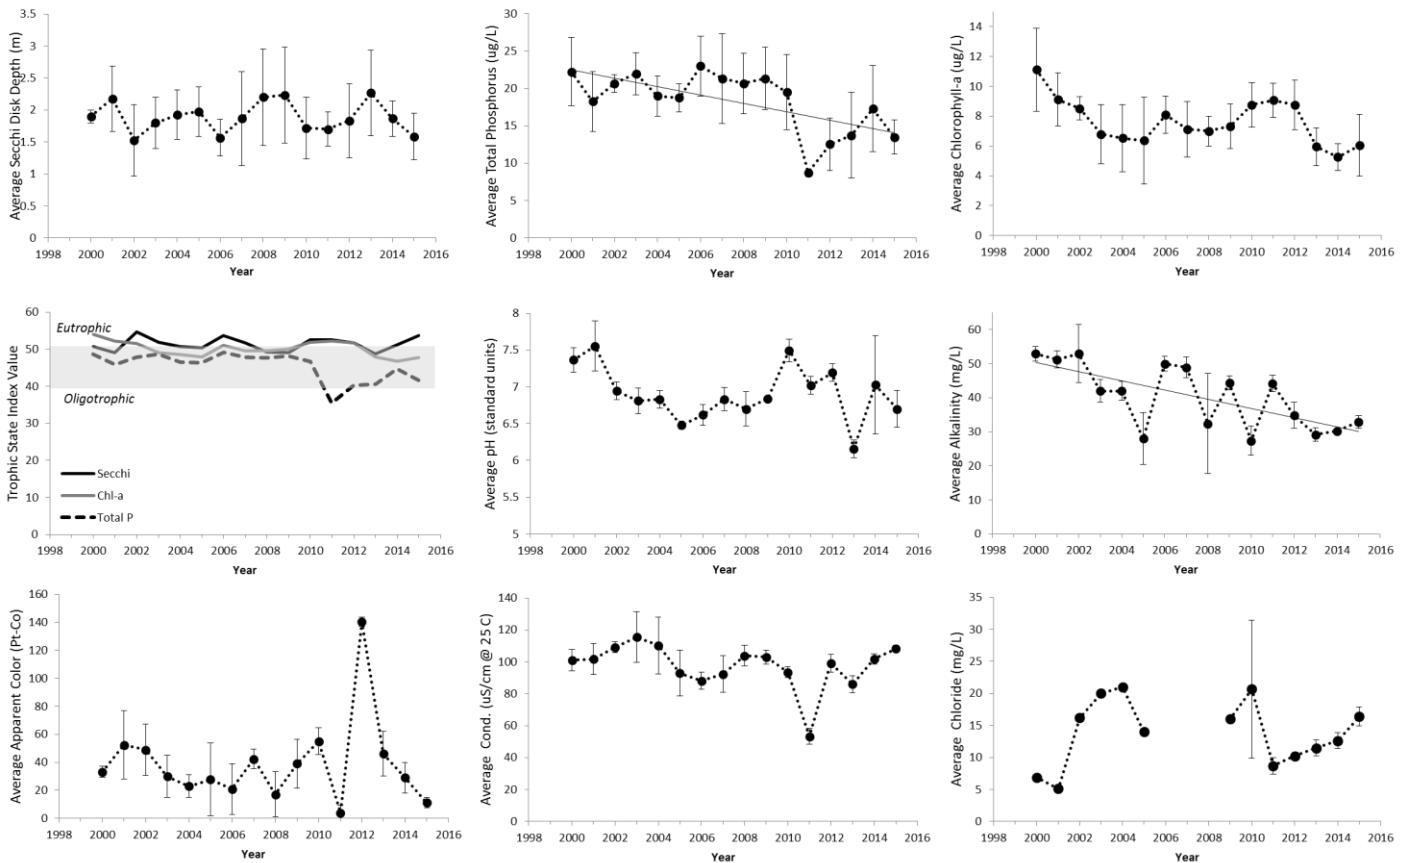 Average Secchi Disk Depth (m)
3.5
3
2.5
2
1.5
1
0.5
0
1998 2000 2002 2004 2006 2008 2010 2012 2014 2016
Year
Average Total Phosphorus (ug/L)
30
25
20
15
10
5
0
1998 2000 2002 2004 2006 2008 2010 2012 2014 2016
Year
Average Chlorophyll-a (ug/L)
14
12
10
8
6
4
2
0
1998 2000 2002 2004 2006 2008 2010 2012 2014 2016
Year
Trophic State Index Value
60
50
40
30
20
10
0
Eutrophic
Oligotrophic
Secchi
Chl-a
Total P
1998 2000 2002 2004 2006 2008 2010 2012 2014 2016
Year
Average pH (standard units)
8
7.5
7
6.5
6
5.5
5
1998 2000 2002 2004 2006 2008 2010 2012 2014 2016
Year
Average Alkalinity (mg/L)
60
50
40
30
20
10
0
1998 2000 2002 2004 2006 2008 2010 2012 2014 2016
Year
Average Apparent Color (Pt-Co)
160
140
120
100
80
60
40
20
0
1998 2000 2002 2004 2006 2008 2010 2012 2014 2016
Year
Average Cond. (uS/cm @ 25 C)
140
120
100
80
60
40
20
0
1998 2000 2002 2004 2006 2008 2010 2012 2014 2016
Year
Average Chloride (mg/L)
35
30
25
20
15
10
5
0
1998 2000 2002 2004 2006 2008 2010 2012 2014 2016
Year